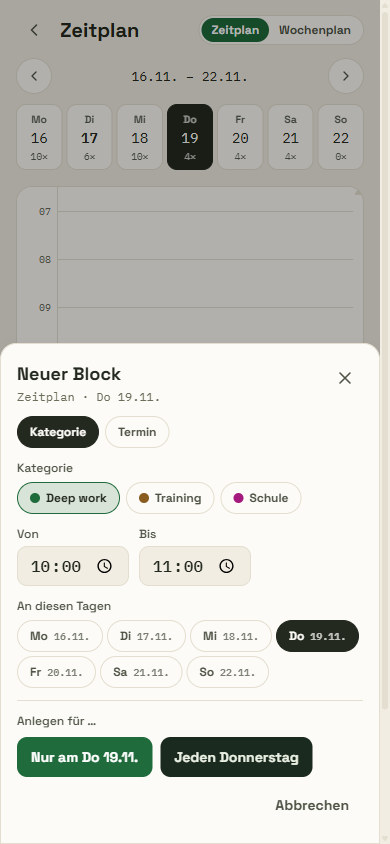 Zeitplan
Zeitplan Wochenplan
16.11. – 22.11.
Mo Di Mi Do Fr Sa So
16 17 18 19 20 21 22
10× 6× 10× 4× 4× 4× 0×
07
08
09
Neuer Block
Zeitplan · Do 19.11.
Kategorie Termin
Kategorie
Deep work Training Schule
Von Bis
10:00 11:00
An diesen Tagen
Mo 16.11. Di 17.11. Mi 18.11. Do 19.11.
Fr 20.11. Sa 21.11. So 22.11.
Anlegen für …
Nur am Do 19.11. Jeden Donnerstag
Abbrechen